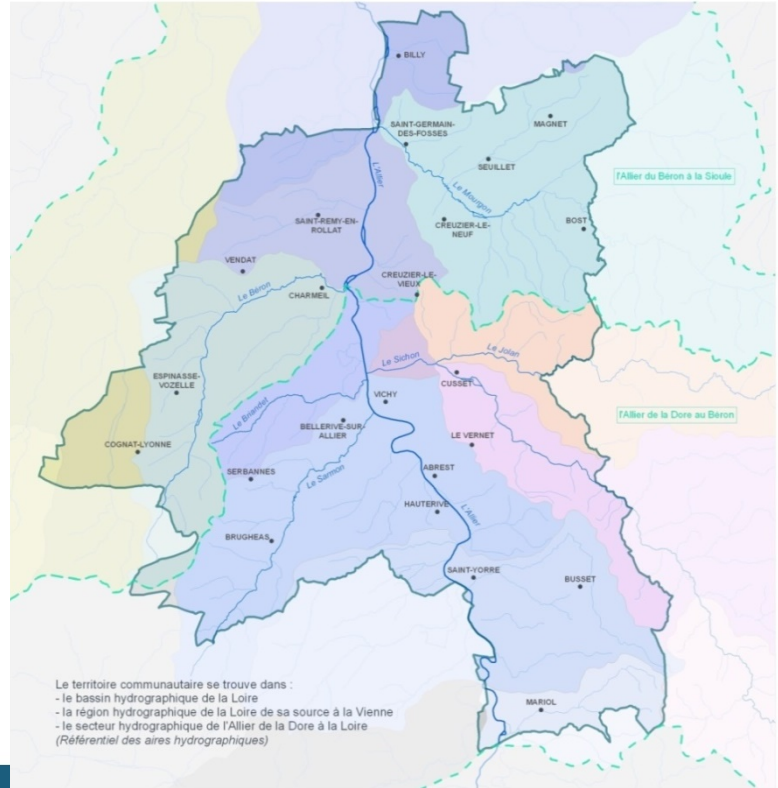 BILLY
SAINT-GERMAIN-
DES-FOSSES
MAGNET
L'Allier
SEUILLET
l'Allier du Béron à la Sioule
Le Mourgon
SAINT-REMY-EN-
ROLLAT
CREUZIER-LE-
NEUF
BOST
VENDAT
CREUZIER-LE-
VIEUX
Le Béron
CHARMEIL
Le Jolan
Le Sichon
ESPINASSE-
VOZELLE
CUSSET
VICHY
l'Allier de la Dore au Béron
Le Briandet
BELLERIVE-SUR-
ALLIER
LE VERNET
COGNAT-LYONNE
SERBANNES
Le Sarmon
ABREST
HAUTERIVE
L'Allier
BRUGHEAS
SAINT-YORRE
BUSSET
MARIOL
Le territoire communautaire se trouve dans :
- le bassin hydrographique de la Loire
- la région hydrographique de la Loire de sa source à la Vienne
- le secteur hydrographique de l'Allier de la Dore à la Loire
(Référentiel des aires hydrographiques)